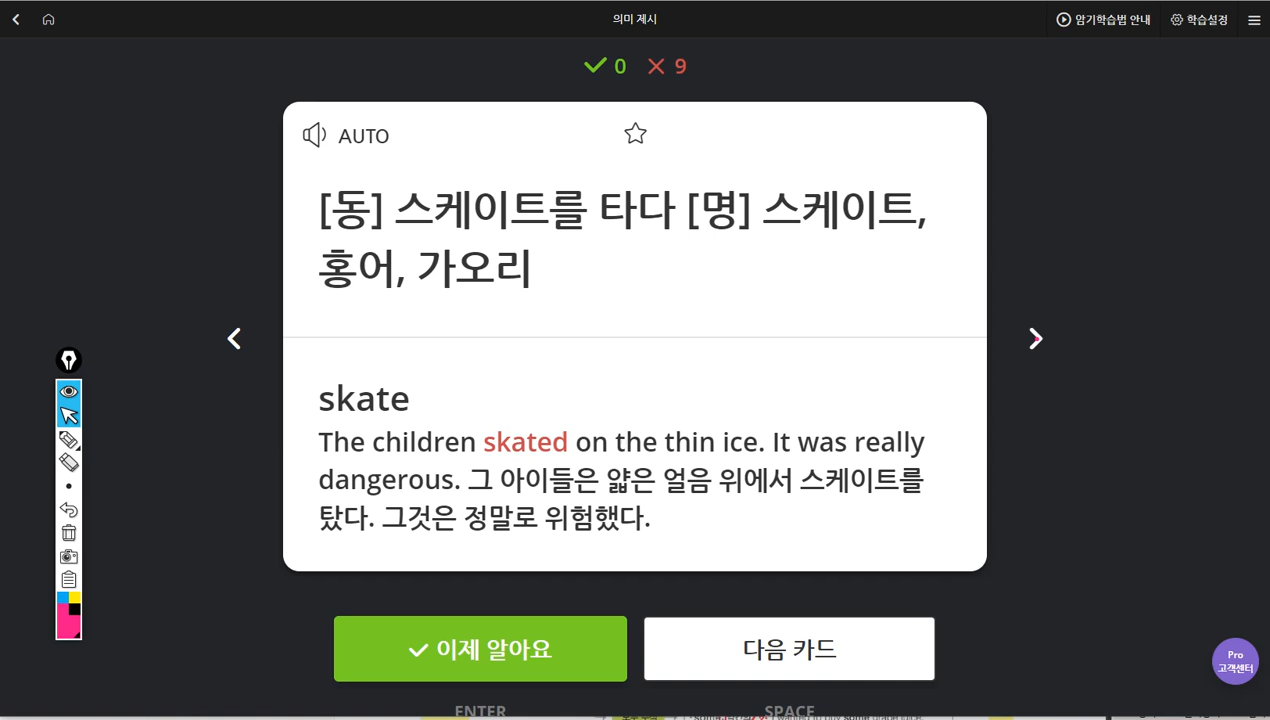 의미 제시
암기학습법 안내
학습설정
0
9
AUTO
[동] 스케이트를 타다 [명] 스케이트,
홍어, 가오리
skate
The children skated on the thin ice. It was really
dangerous. 그 아이들은 얇은 얼음 위에서 스케이트를
탔다. 그것은 정말로 위험했다.
이제 알아요
다음 카드
Pro
고객센터
ENTER
SPACE